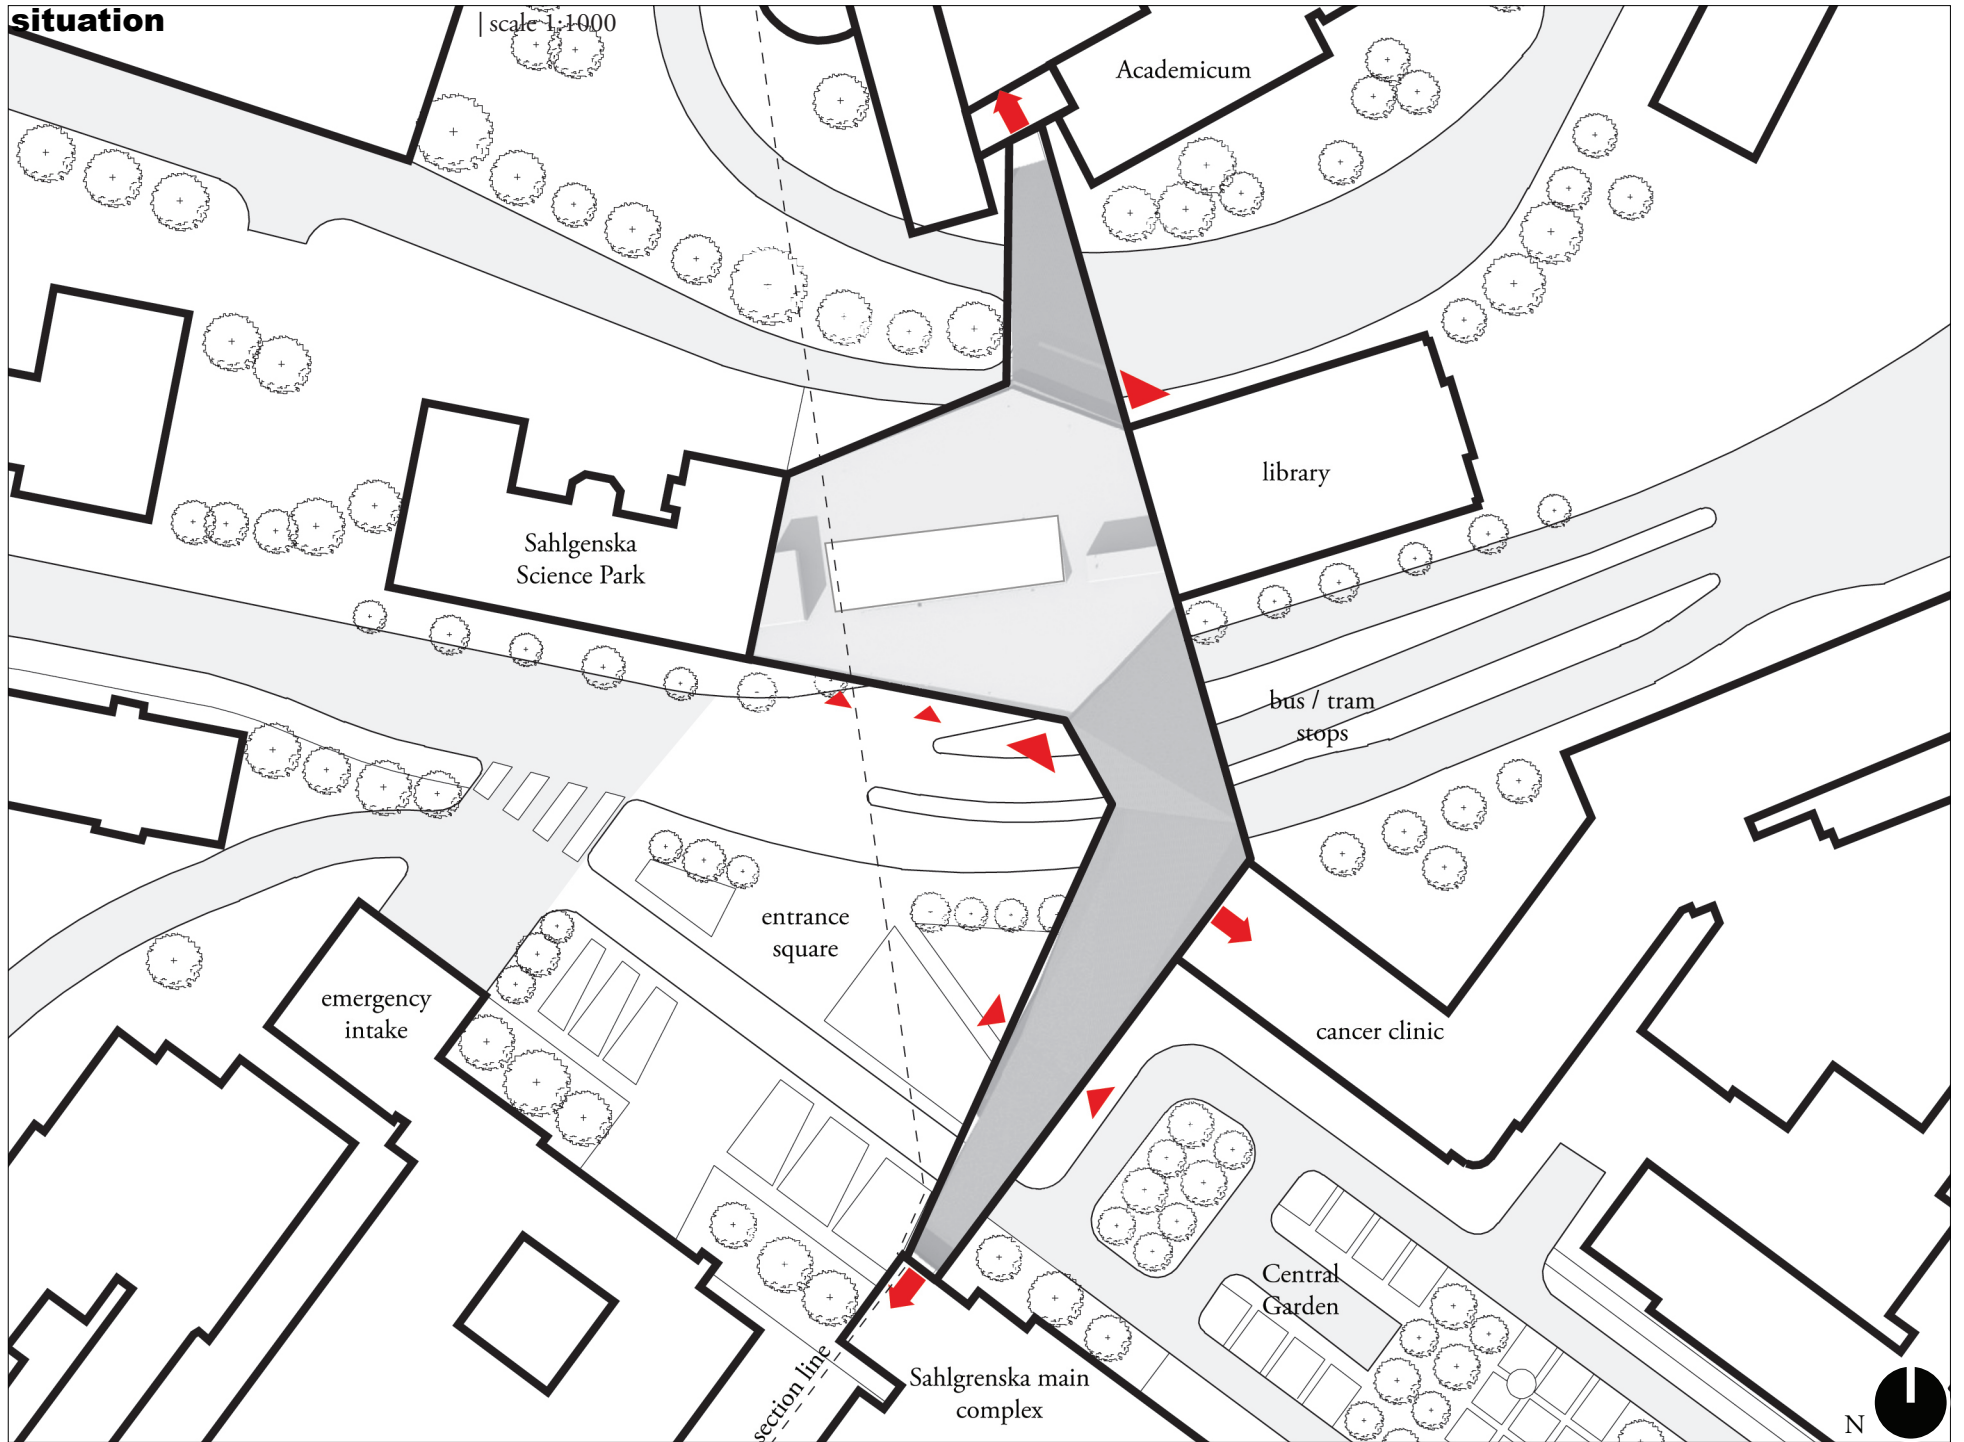 situation
| scale 1:1000
Academicum
library
Sahlgenska
Science Park
bus / tram
stops
entrance
square
emergency
intake
cancer clinic
Central
Garden
section line
Sahlgrenska main
complex
N